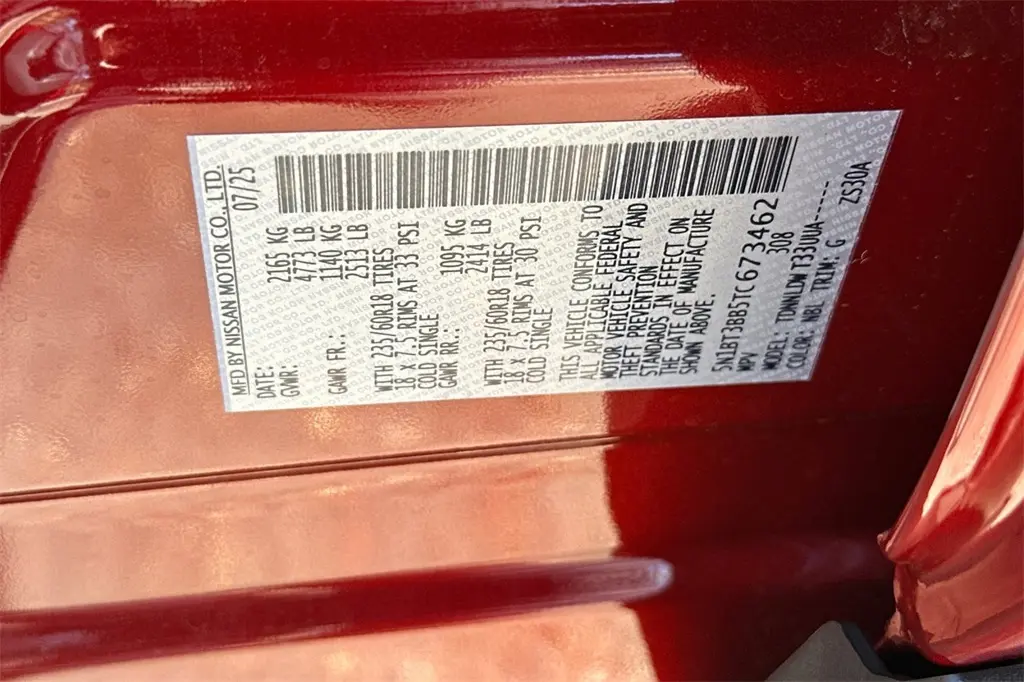 MFD BY NISSAN MOTOR CO., LTD.
DATE: 07/25
GVWR: 2165 KG
4773 LB
GAWR FR.: 1140 KG
2513 LB
WITH 235/60R18 TIRES
18 X 7.5 RIMS AT 33 PSI
COLD SINGLE
GAWR RR.: 1095 KG
2414 LB
WITH 235/60R18 TIRES
18 X 7.5 RIMS AT 30 PSI
COLD SINGLE
THIS VEHICLE CONFORMS TO
ALL APPLICABLE FEDERAL
MOTOR VEHICLE SAFETY AND
THEFT PREVENTION
STANDARDS IN EFFECT ON
THE DATE OF MANUFACTURE
SHOWN ABOVE.
5N1BT3BB5TC673462
MPV 308
MODEL: TDWNLDW T33UUA------
COLOR: NBL TRIM: G ZS30A